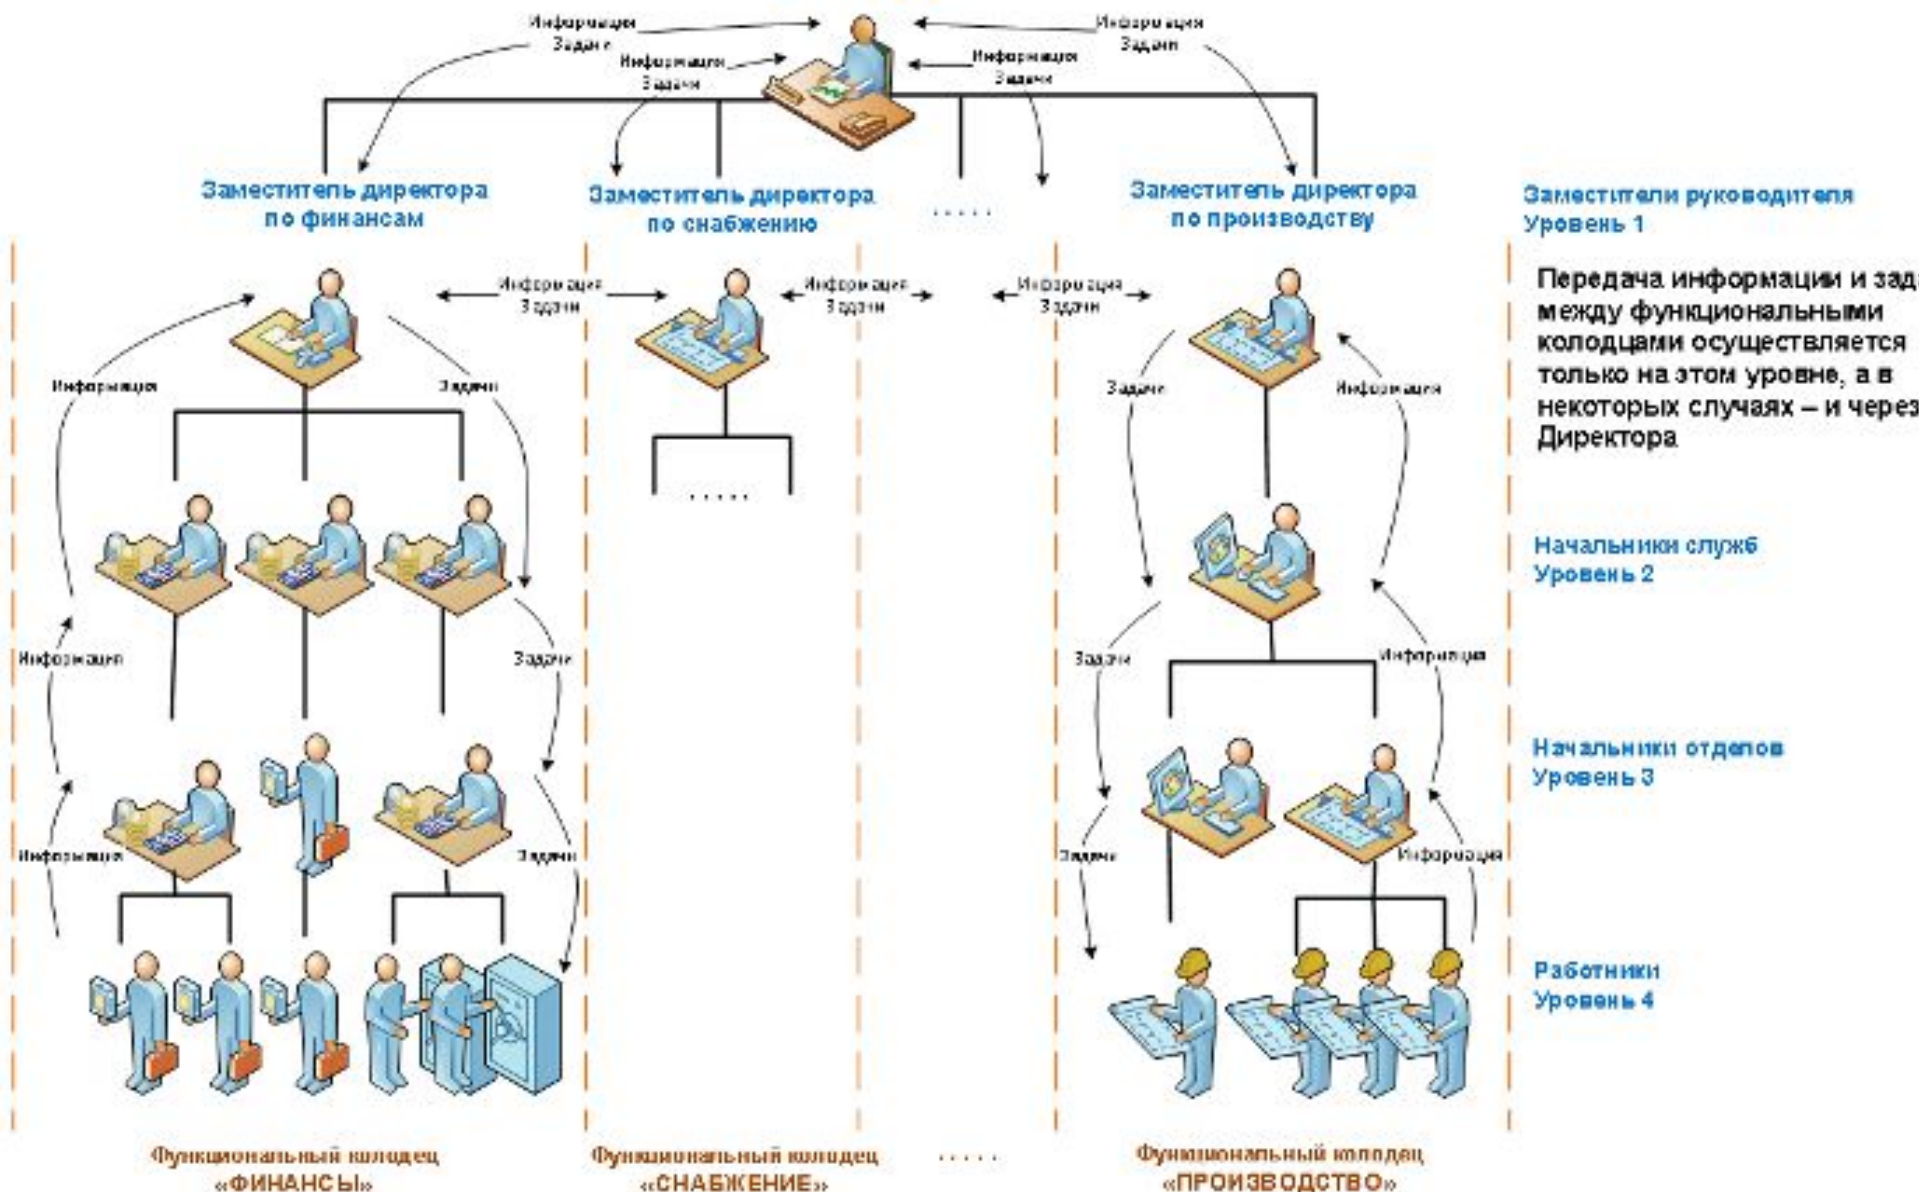 Информация
Задачи
Информация
Задачи
Информация
Задачи
Информация
Задачи
Заместитель директора
по финансам
Заместитель директора
по снабжению
.....
Заместитель директора
по производству
Заместители руководителя
Уровень 1
Информация
Задачи
Информация
Задачи
Информация
Задачи
Передача информации и зад
между функциональными
колодцами осуществляется
только на этом уровне, а в
некоторых случаях – и через
Директора
Информация
Задачи
Задачи
Информация
.....
Начальники служб
Уровень 2
Информация
Задачи
Задачи
Информация
Начальники отделов
Уровень 3
Информация
Задачи
Задачи
Информация
Работники
Уровень 4
Функциональный колодец
«ФИНАНСЫ»
Функциональный колодец
«СНАБЖЕНИЕ»
.....
Функциональный колодец
«ПРОИЗВОДСТВО»